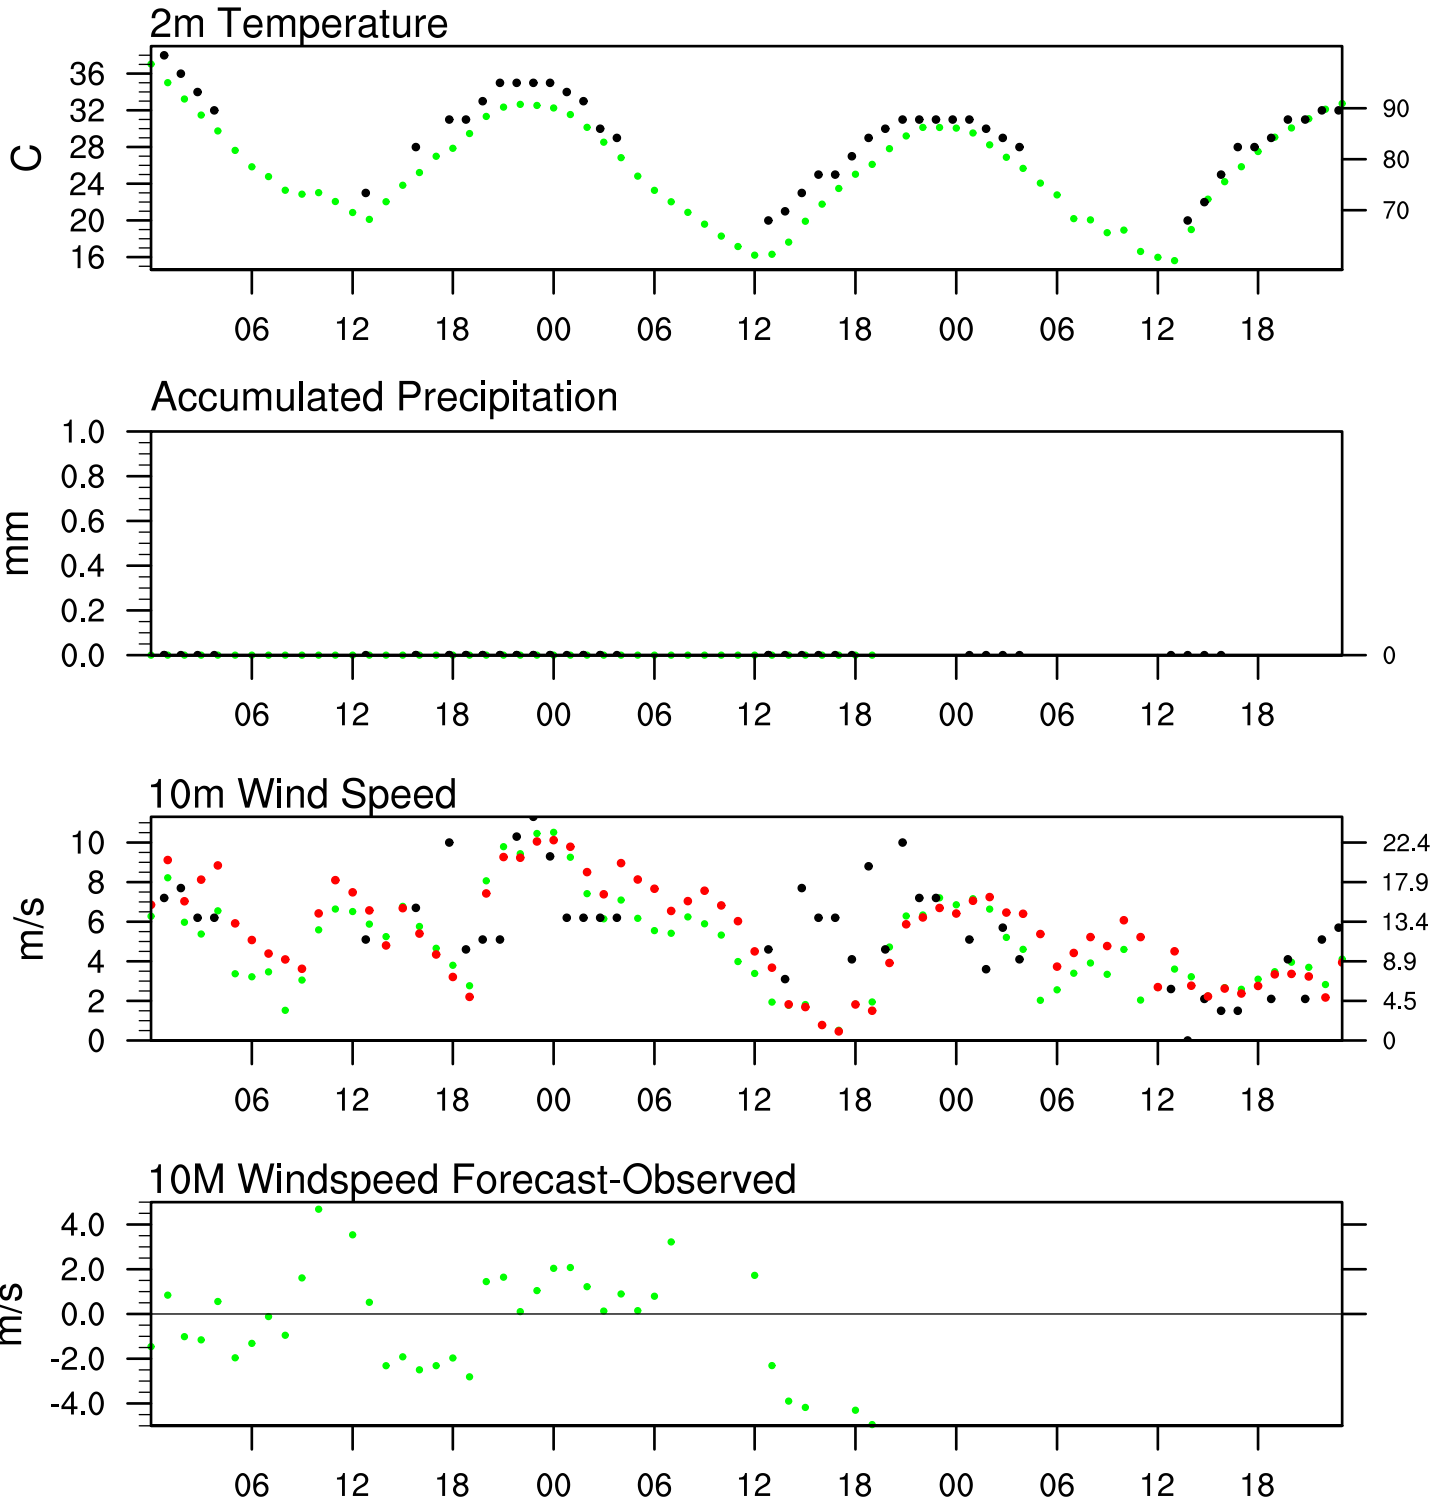 2m Temperature
36
32
28
24
20
16
C
90
80
70
06 12 18 00 06 12 18 00 06 12 18
Accumulated Precipitation
1.0
0.8
0.6
0.4
0.2
0.0
mm
0
06 12 18 00 06 12 18 00 06 12 18
10m Wind Speed
10
8
6
4
2
0
m/s
22.4
17.9
13.4
8.9
4.5
0
06 12 18 00 06 12 18 00 06 12 18
10M Windspeed Forecast-Observed
4.0
2.0
0.0
-2.0
-4.0
m/s
06 12 18 00 06 12 18 00 06 12 18